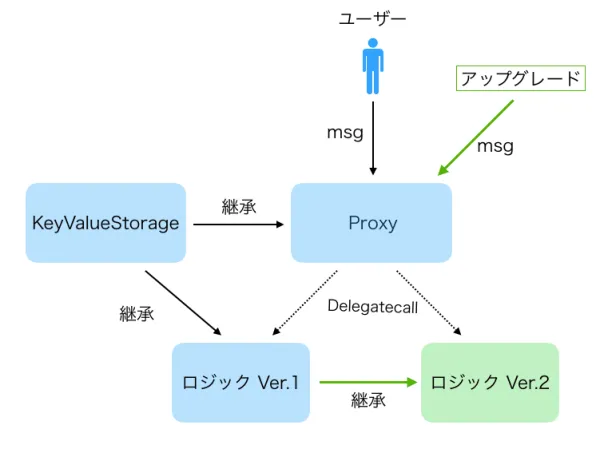 ユーザー
アップグレード
msg
msg
継承
KeyValueStorage
Proxy
継承
Delegatecall
ロジック Ver.1
ロジック Ver.2
継承